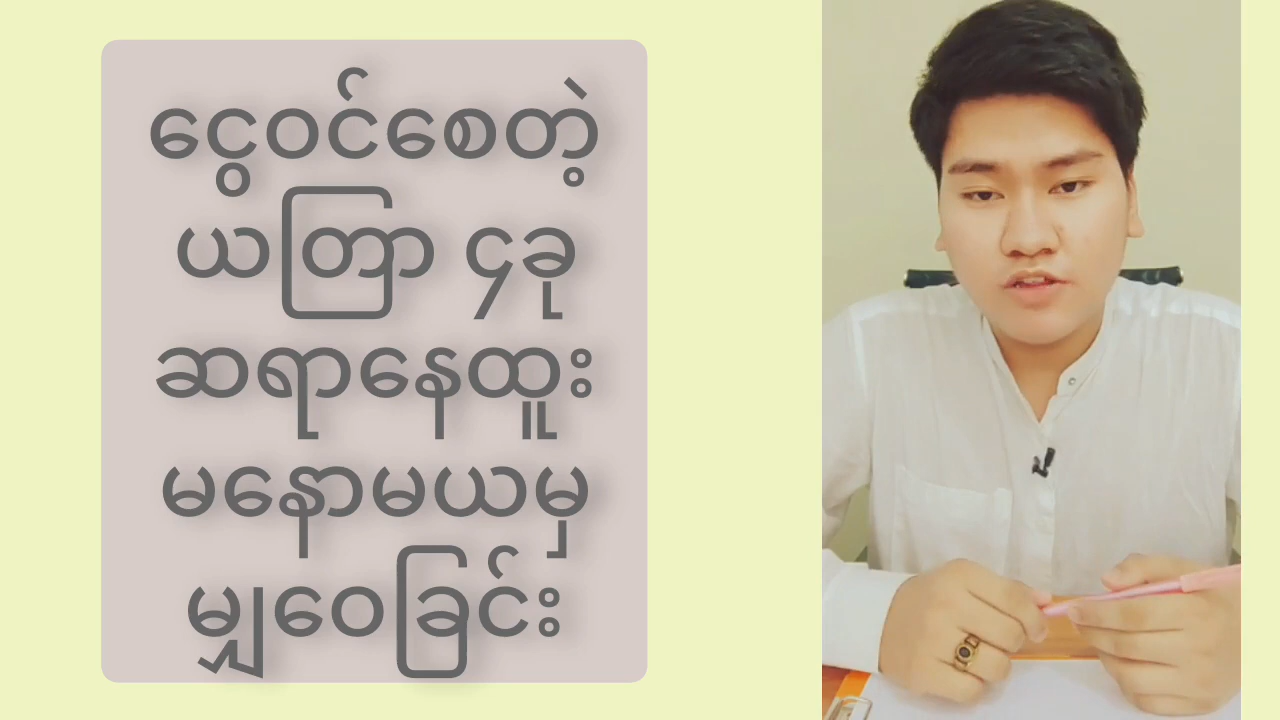 ငွေဝင်စေတဲ့
ယတြာ ၄ခု
ဆရာနေထူး
မနောမယမှ
မျှဝေခြင်း